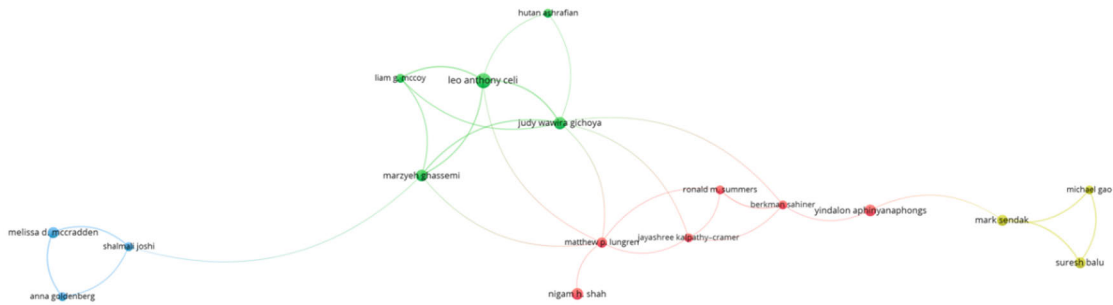 hutan ashrafian
liam g. mccoy
leo anthony celi
judy wawira gichoya
marzyeh ghassemi
ronald m. summers
michael gao
berkman sahiner
yindalon aphinyanaphongs
mark sendak
melissa d. mccradden
shalmali joshi
matthew p. lungren
jayashree kalpathy-cramer
suresh balu
anna goldenberg
nigam h. shah